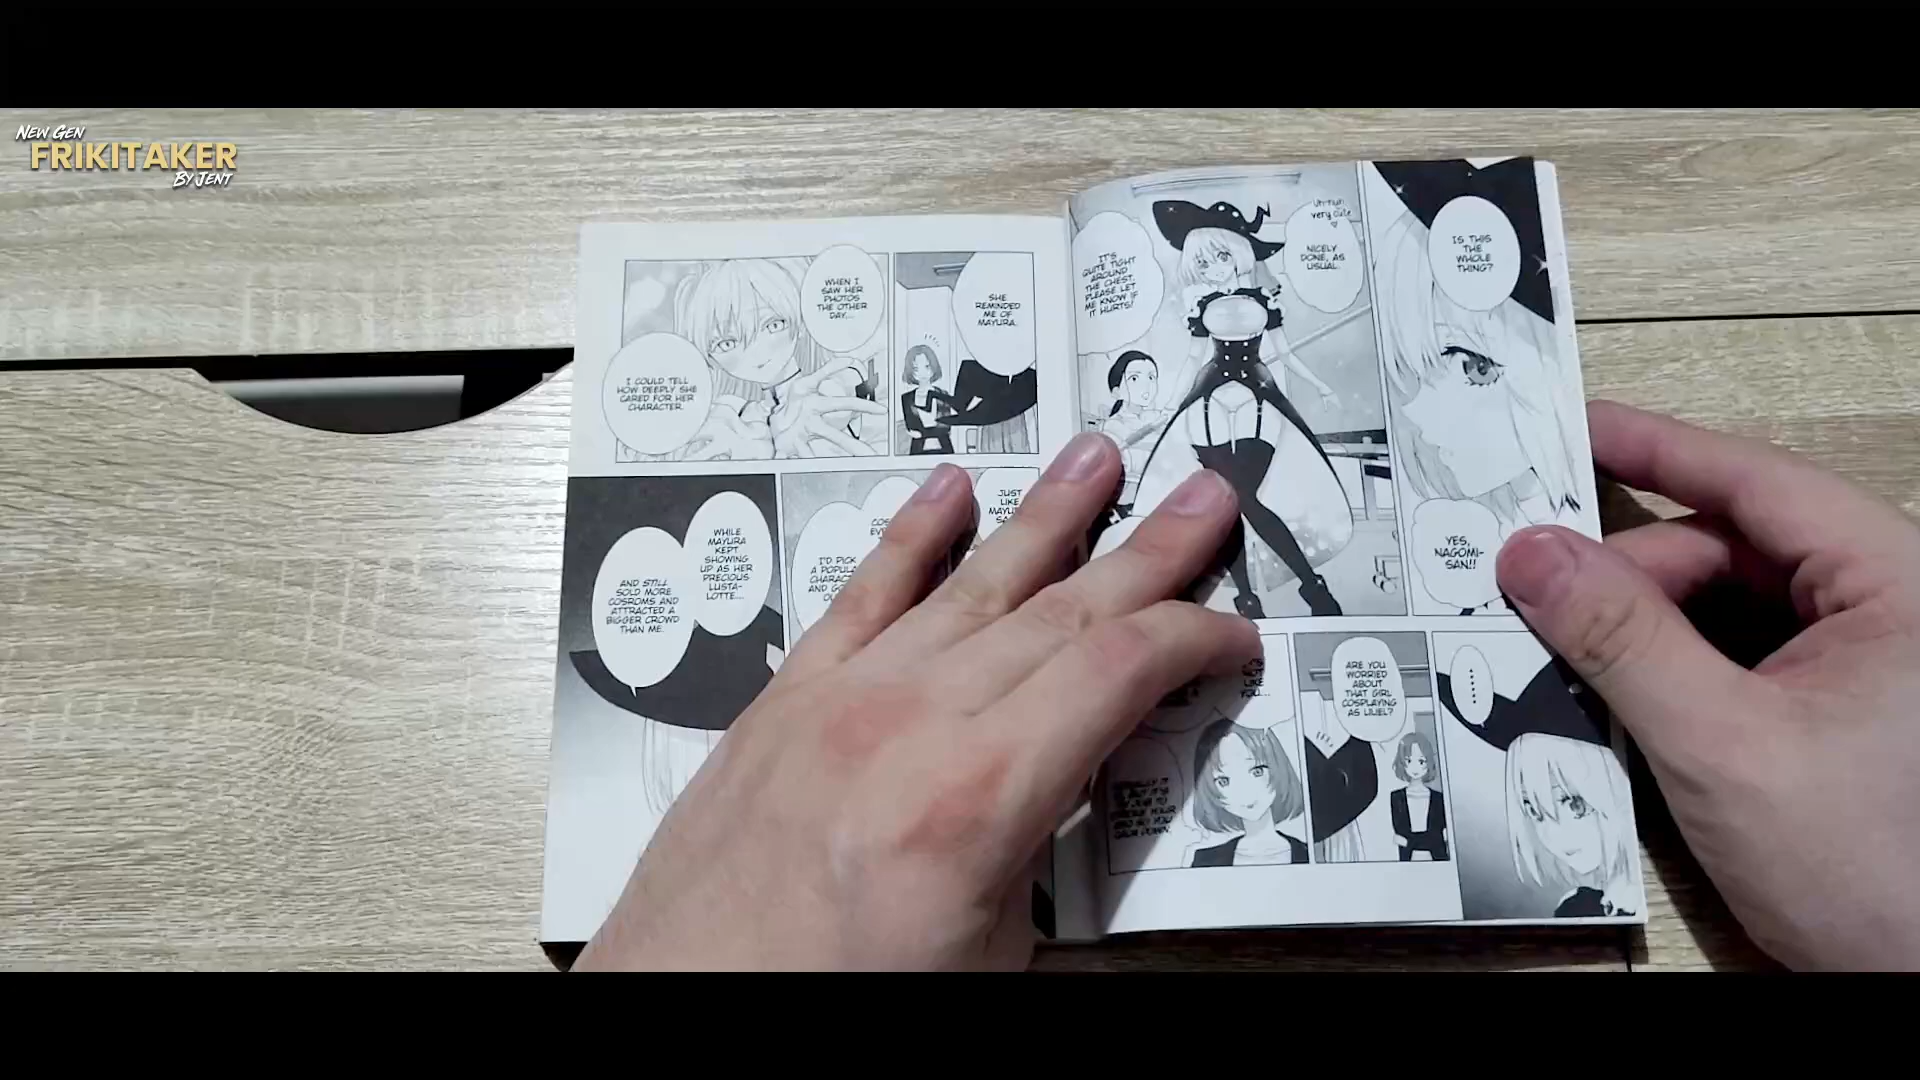 New Gen
FRIKITAKER
By Jent
IS THIS
THE
WHOLE
THING?
YES,
NAGOMI-
SAN!!
very cute
NICELY
DONE, AS
USUAL.
IT'S
QUITE TIGHT
AROUND
THE CHEST.
PLEASE LET
ME KNOW IF
IT HURTS!
ARE YOU
WORRIED
ABOUT
THAT GIRL
COSPLAYING
AS LILIEL?
LIKE
YOU...
SHE
REMINDED
ME OF
MAYURA.
WHEN I
SAW HER
PHOTOS
THE OTHER
DAY...
I COULD TELL
HOW DEEPLY SHE
CARED FOR HER
CHARACTER.
JUST
LIKE
I'D PICK
A
AND
WHILE
MAYURA
KEPT
SHOWING
UP AS HER
PRECIOUS
LUSTA-
LOTTE...
AND STILL
SOLD MORE
COSROMS AND
ATTRACTED A
BIGGER CROWD
THAN ME.